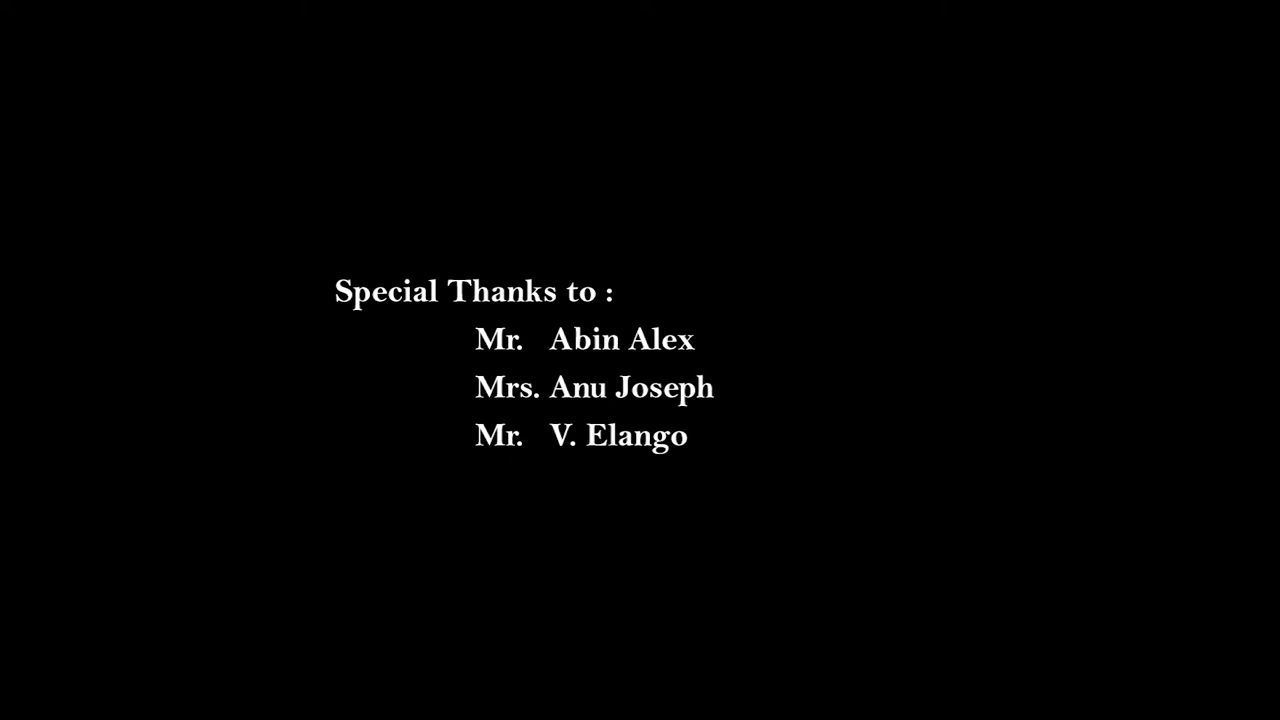 Special Thanks to :
Mr. Abin Alex
Mrs. Anu Joseph
Mr. V. Elango